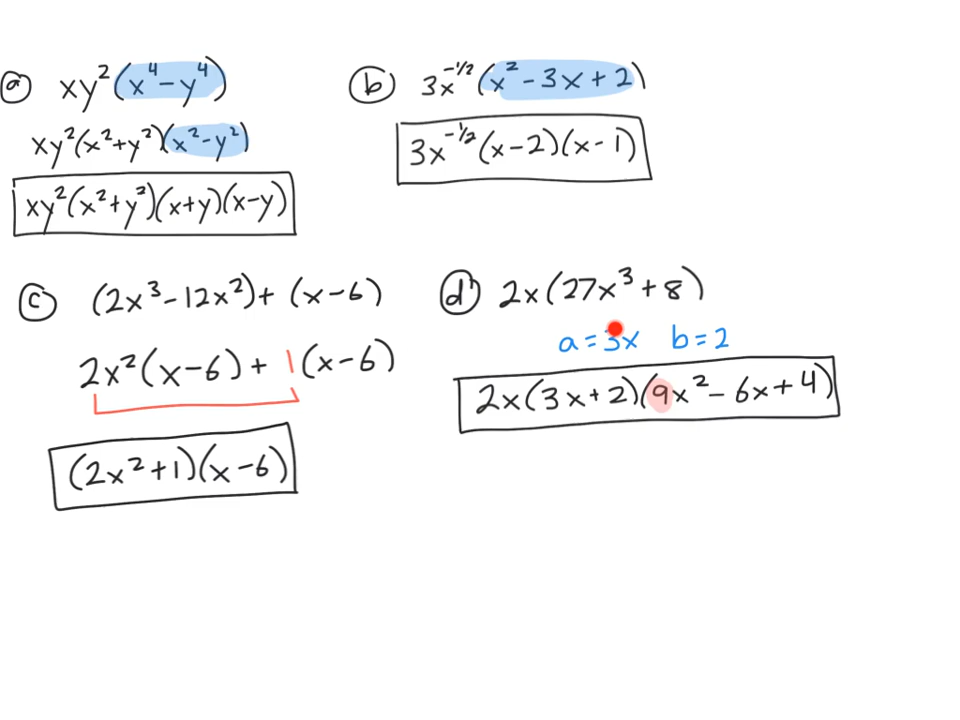 ⓐ xy²(x⁴-y⁴)
xy²(x²+y²)(x²-y²)
xy²(x²+y²)(x+y)(x-y)
ⓑ 3x^(-1/2)(x²-3x+2)
3x^(-1/2)(x-2)(x-1)
ⓒ (2x³-12x²)+(x-6)
2x²(x-6)+1(x-6)
(2x²+1)(x-6)
ⓓ 2x(27x³+8)
a=3x b=2
2x(3x+2)(9x²-6x+4)